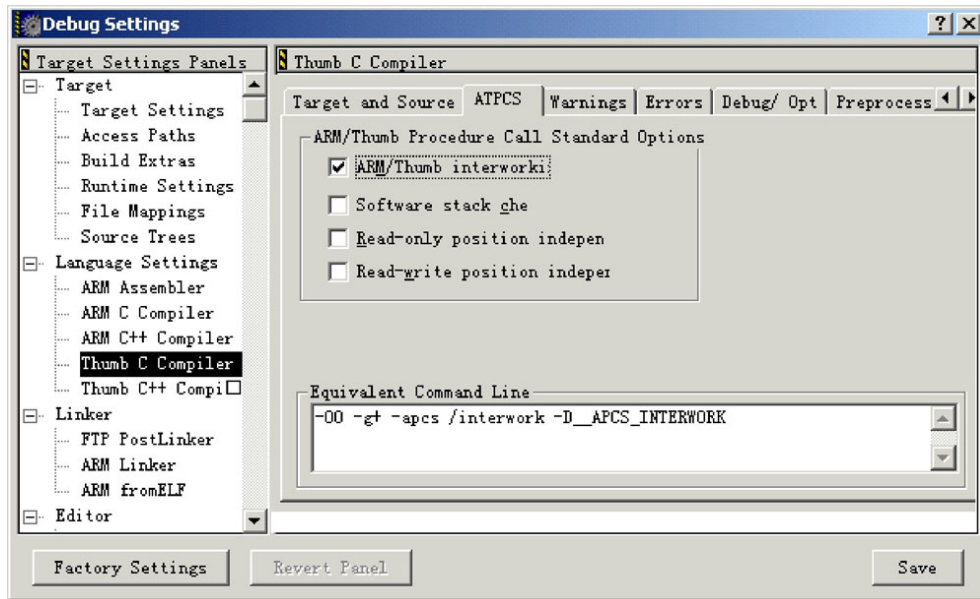 Debug Settings
Target Settings Panels
Target
Target Settings
Access Paths
Build Extras
Runtime Settings
File Mappings
Source Trees
Language Settings
ARM Assembler
ARM C Compiler
ARM C++ Compiler
Thumb C Compiler
Thumb C++ Compi
Linker
FTP PostLinker
ARM Linker
ARM fromELF
Editor
Thumb C Compiler
Target and Source ATPCS Warnings Errors Debug/ Opt Preprocess
ARM/Thumb Procedure Call Standard Options
ARM/Thumb interworki
Software stack che
Read-only position indepen
Read-write position indeper
Equivalent Command Line
-O0 -g+ -apcs /interwork -D__APCS_INTERWORK
Factory Settings Revert Panel Save